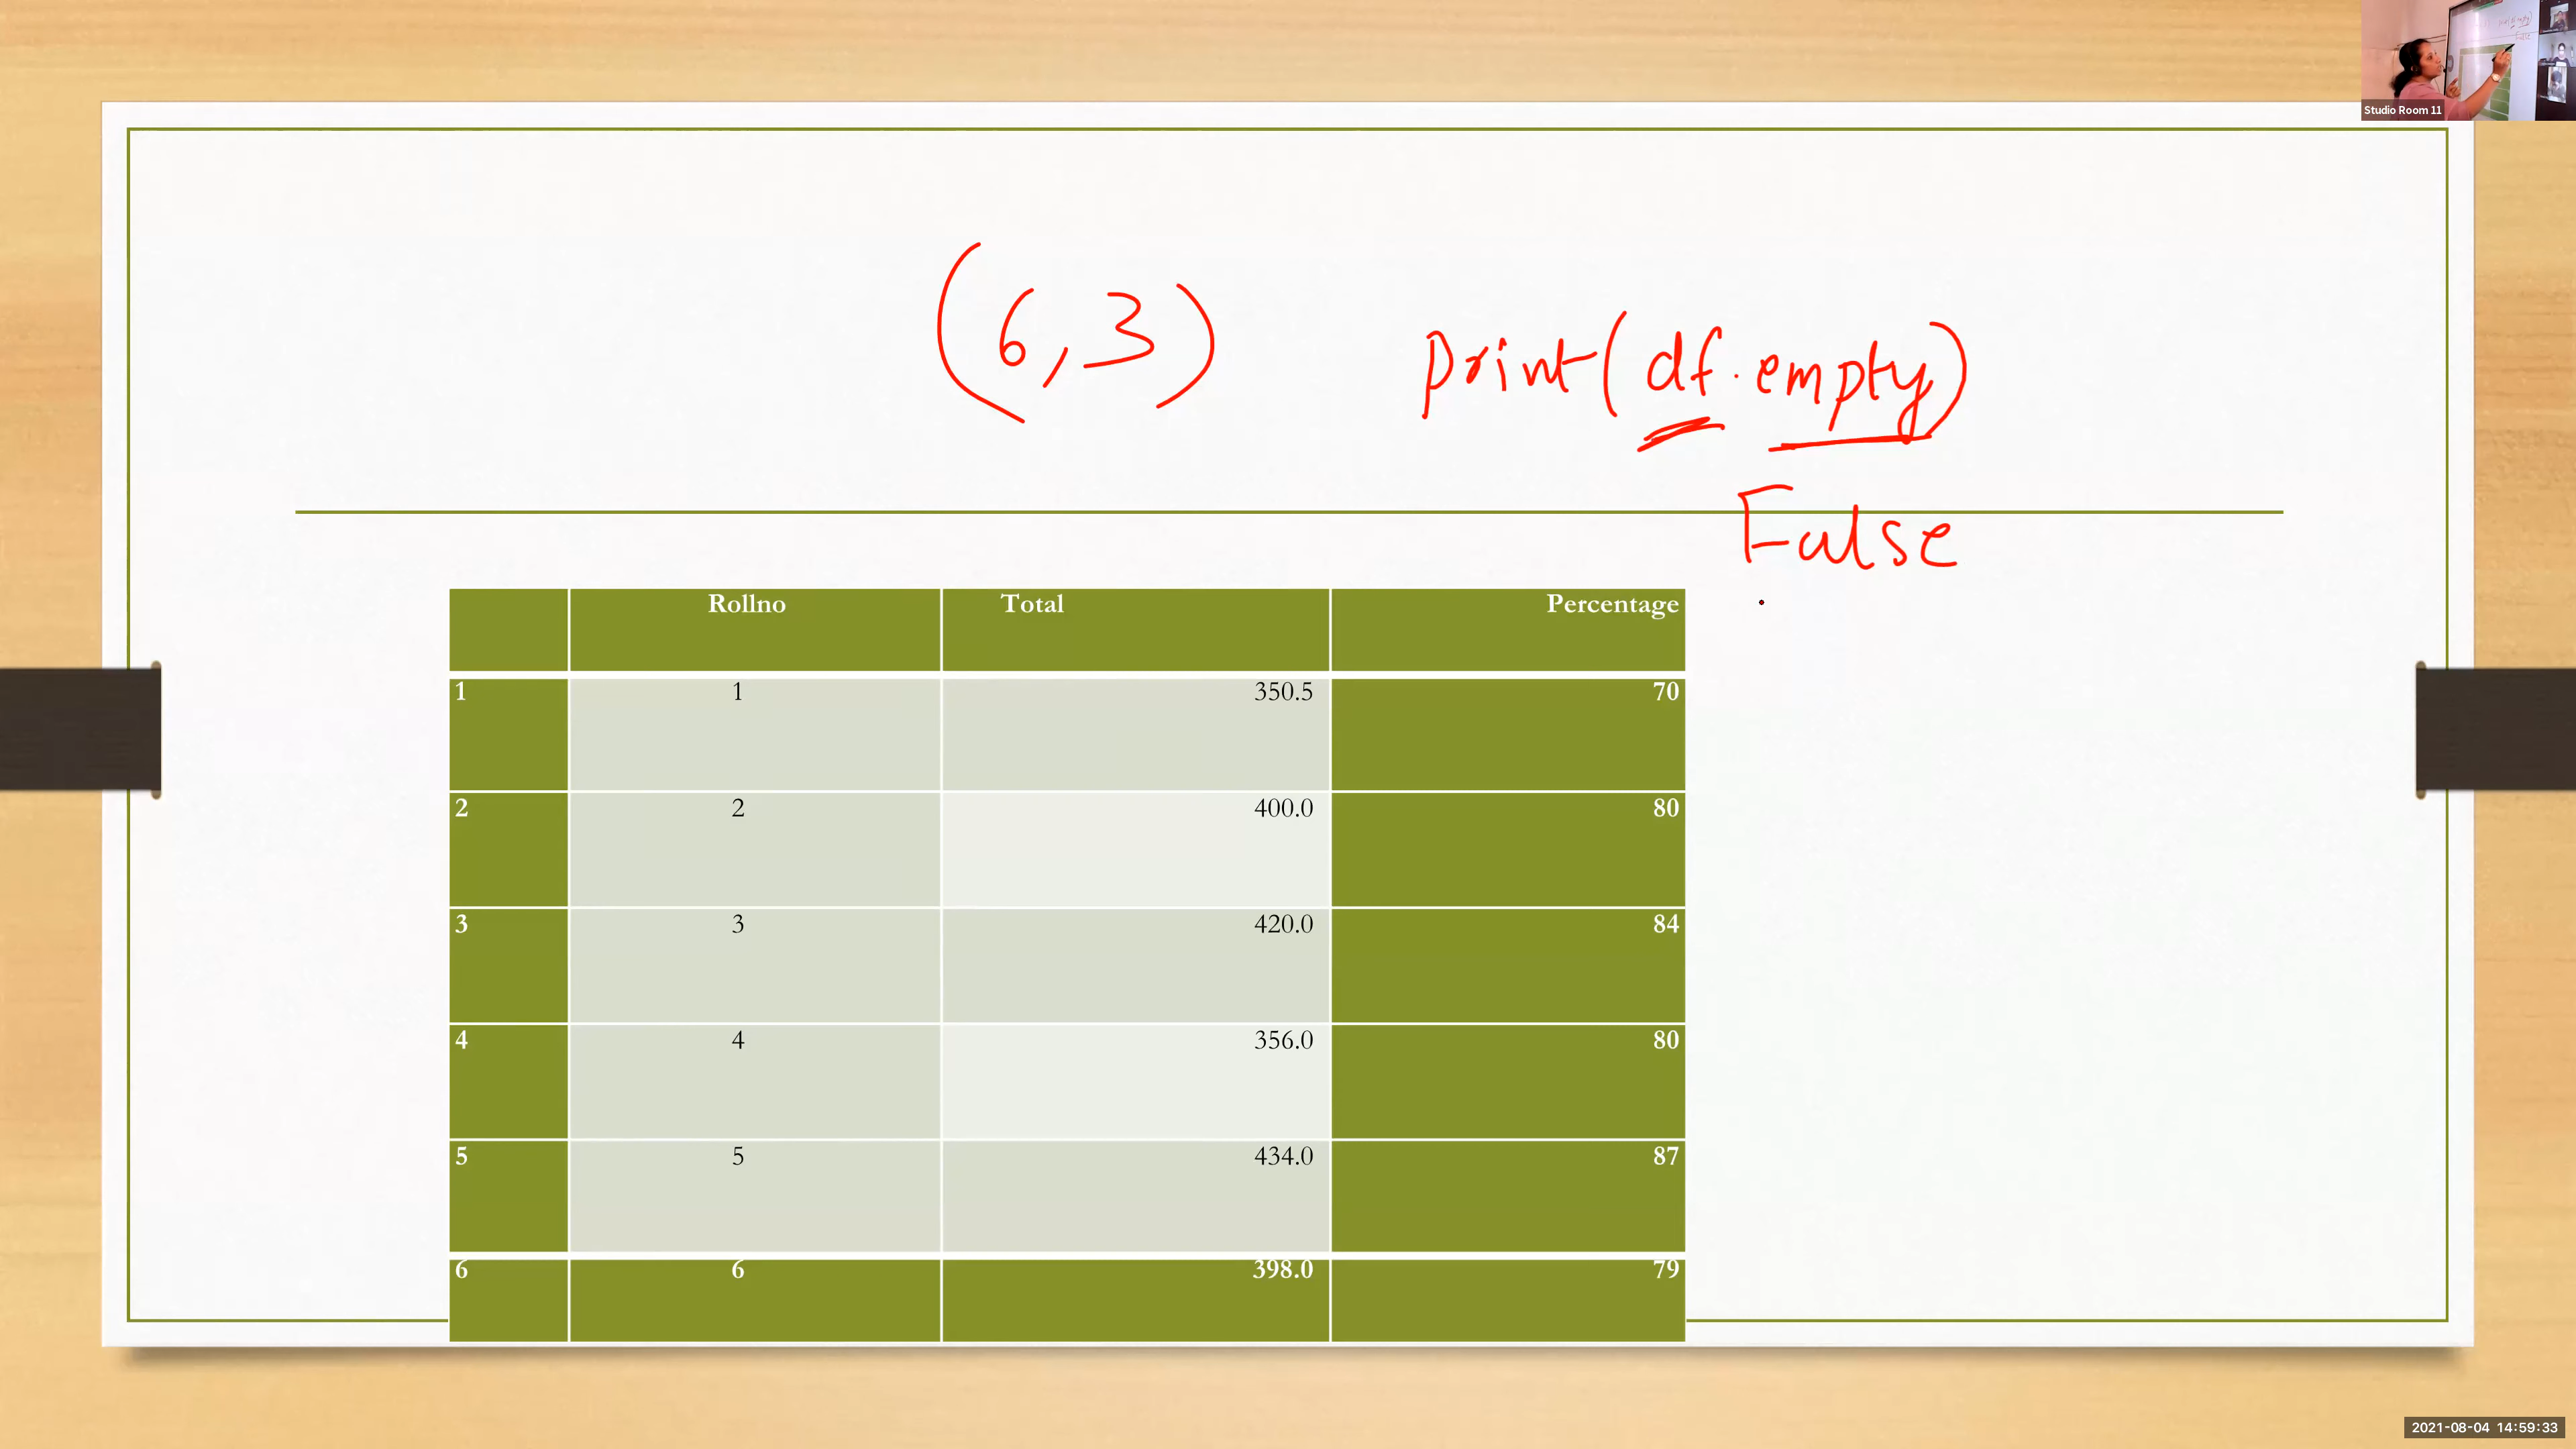 Studio Room 11
(6,3)
print(df.empty)
False
Rollno Total Percentage
1 1 350.5 70
2 2 400.0 80
3 3 420.0 84
4 4 356.0 80
5 5 434.0 87
6 6 398.0 79
2021-08-04 14:59:33